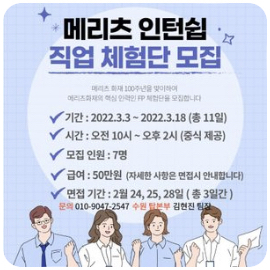 메리츠 인턴쉽
직업 체험단 모집
메리츠 화재 100주년을 맞이하여
메리츠화재의 핵심 인력인 FP 체험단을 모집합니다
기간 : 2022.3.3 ~ 2022.3.18 (총 11일)
시간 : 오전 10시 ~ 오후 2시 (중식 제공)
모집 인원 : 7명
급여 : 50만원 (자세한 사항은 면접시 안내합니다)
면접 기간 : 2월 24, 25, 28일 ( 총 3일간 )
문의 010-9047-2547 수원 탑본부 김현진 팀장